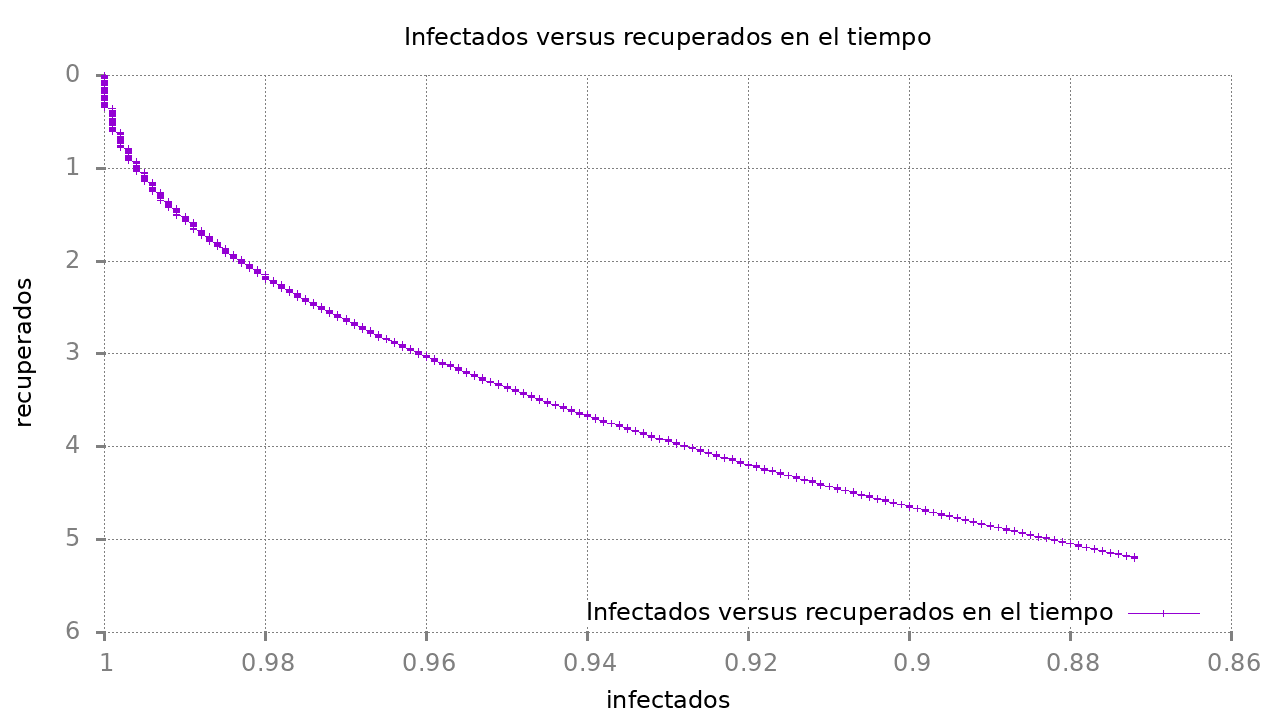 Infectados versus recuperados en el tiempo
0
1
2
3
4
5
6
recuperados
Infectados versus recuperados en el tiempo
1 0.98 0.96 0.94 0.92 0.9 0.88 0.86
infectados